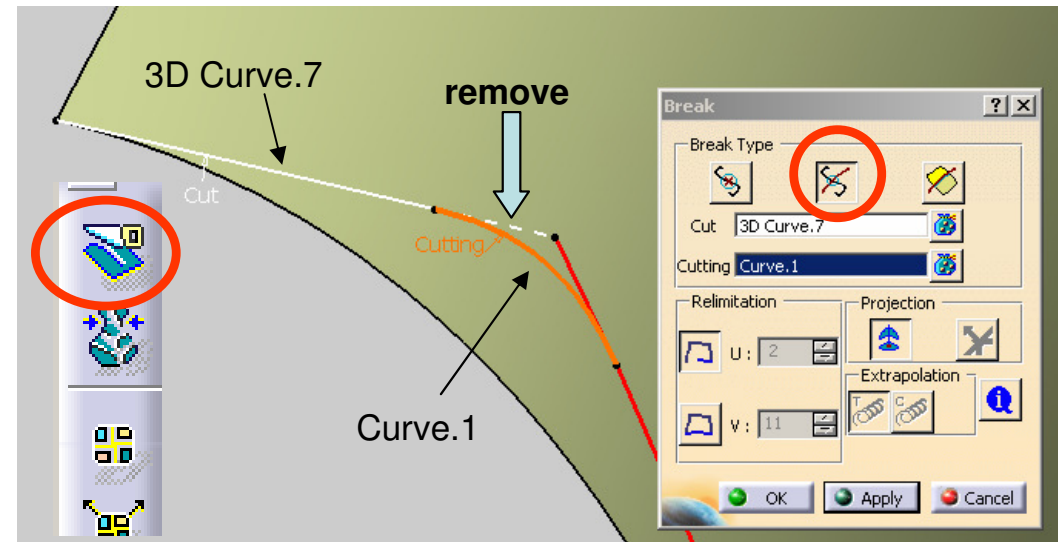 3D Curve.7
remove
Cut
Cutting
Curve.1
Break
? X
Break Type
Cut 3D Curve.7
Cutting Curve.1
Relimitation
U: 2
V: 11
Projection
Extrapolation
T C
i
OK Apply Cancel